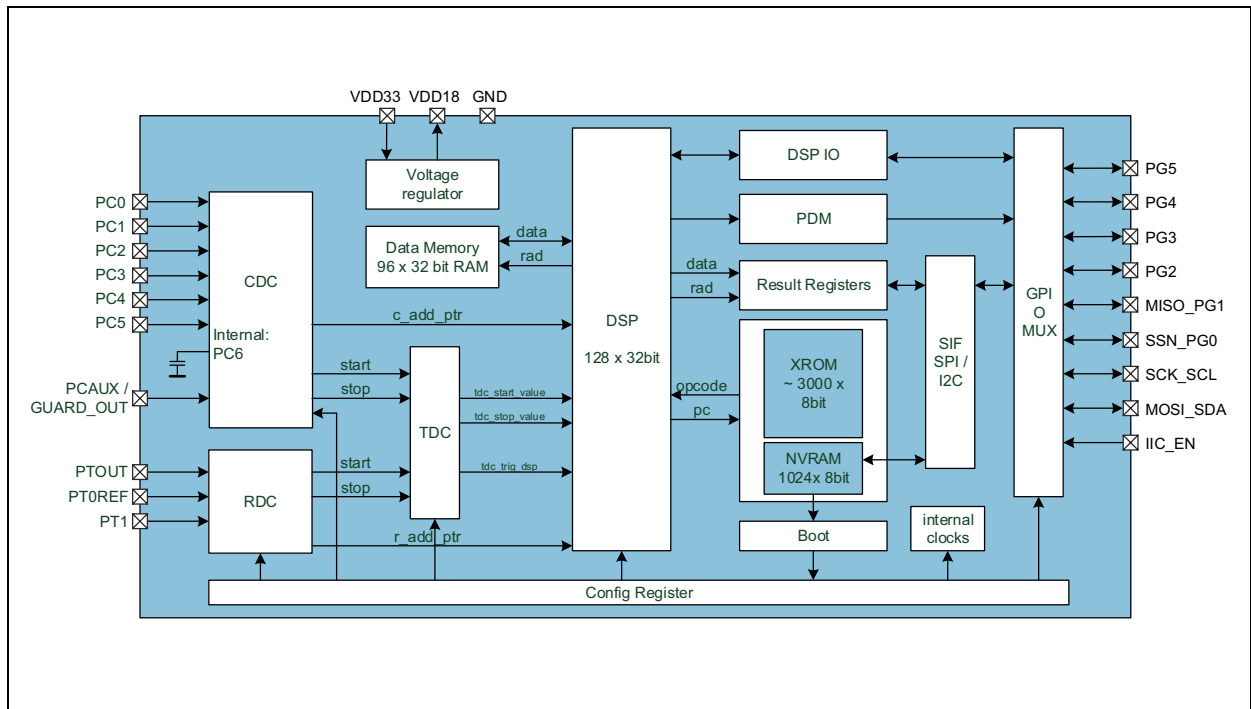 VDD33 VDD18 GND
Voltage
regulator
Data Memory
96 x 32 bit RAM
data
rad
PC0
PC1
PC2
PC3
PC4
PC5
CDC
Internal:
PC6
PCAUX /
GUARD_OUT
c_add_ptr
start
stop
TDC
tdc_start_value
tdc_stop_value
tdc_trig_dsp
PTOUT
PT0REF
PT1
RDC
start
stop
r_add_ptr
DSP
128 x 32bit
DSP IO
PDM
data
rad
Result Registers
opcode
pc
XROM
~ 3000 x
8bit
NVRAM
1024x 8bit
Boot
SIF
SPI /
I2C
internal
clocks
GPI
O
MUX
PG5
PG4
PG3
PG2
MISO_PG1
SSN_PG0
SCK_SCL
MOSI_SDA
IIC_EN
Config Register